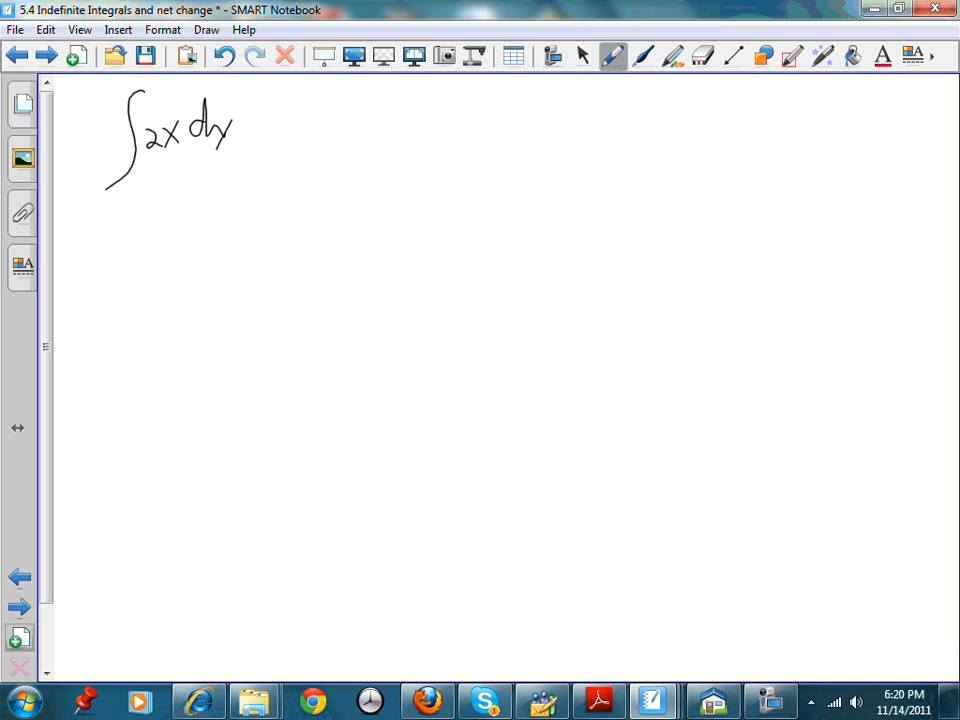 5.4 Indefinite Integrals and net change * - SMART Notebook
File Edit View Insert Format Draw Help
∫2x dx
6:20 PM
11/14/2011